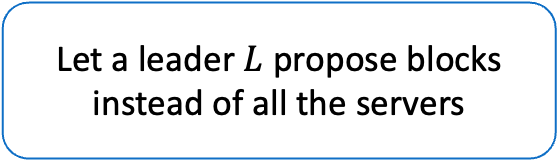 Let a leader L propose blocks
instead of all the servers